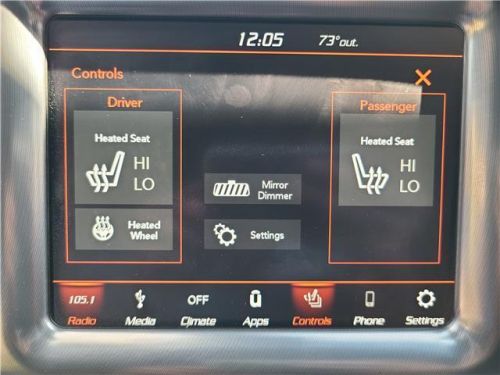 12:05 73° out.
Controls
Driver
Passenger
Heated Seat
HI
LO
Heated Seat
HI
LO
Mirror
Dimmer
Heated
Wheel
Settings
105.1 OFF
Radio Media Climate Apps Controls Phone Settings